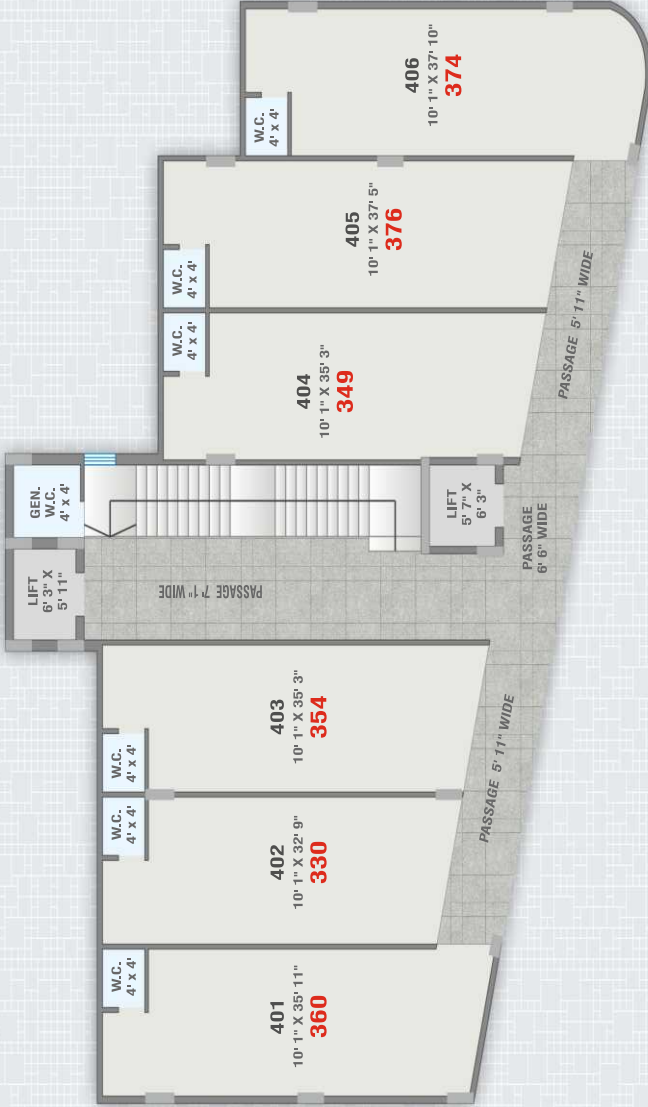 W.C.
4' x 4'
401
10' 1" X 35' 11"
360
W.C.
4' x 4'
402
10' 1" X 32' 9"
330
W.C.
4' x 4'
403
10' 1" X 35' 3"
354
PASSAGE 5' 11" WIDE
LIFT
6' 3" X
5' 11"
PASSAGE 7' 1" WIDE
GEN.
W.C.
4' x 4'
LIFT
5' 7" X
6' 3"
PASSAGE
6' 6" WIDE
W.C.
4' x 4'
404
10' 1" X 35' 3"
349
W.C.
4' x 4'
405
10' 1" X 37' 5"
376
PASSAGE 5' 11" WIDE
W.C.
4' x 4'
406
10' 1" X 37' 10"
374